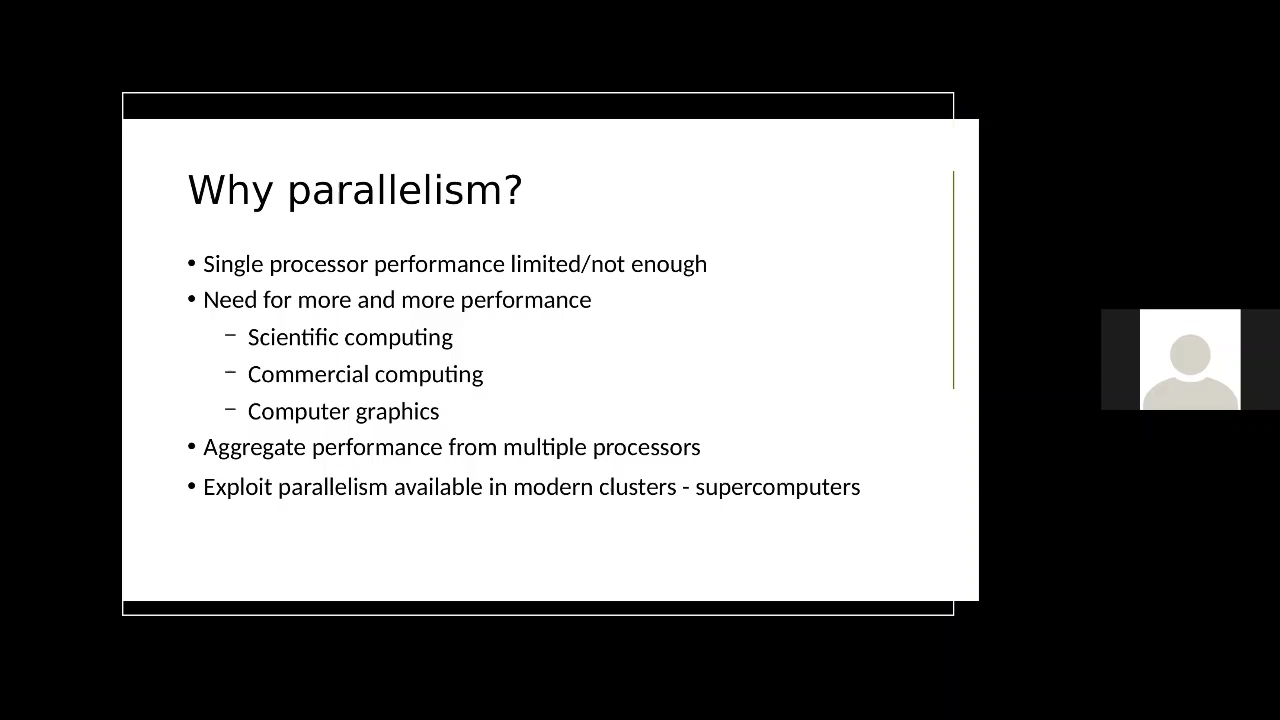 Why parallelism?
• Single processor performance limited/not enough
• Need for more and more performance
– Scientific computing
– Commercial computing
– Computer graphics
• Aggregate performance from multiple processors
• Exploit parallelism available in modern clusters - supercomputers